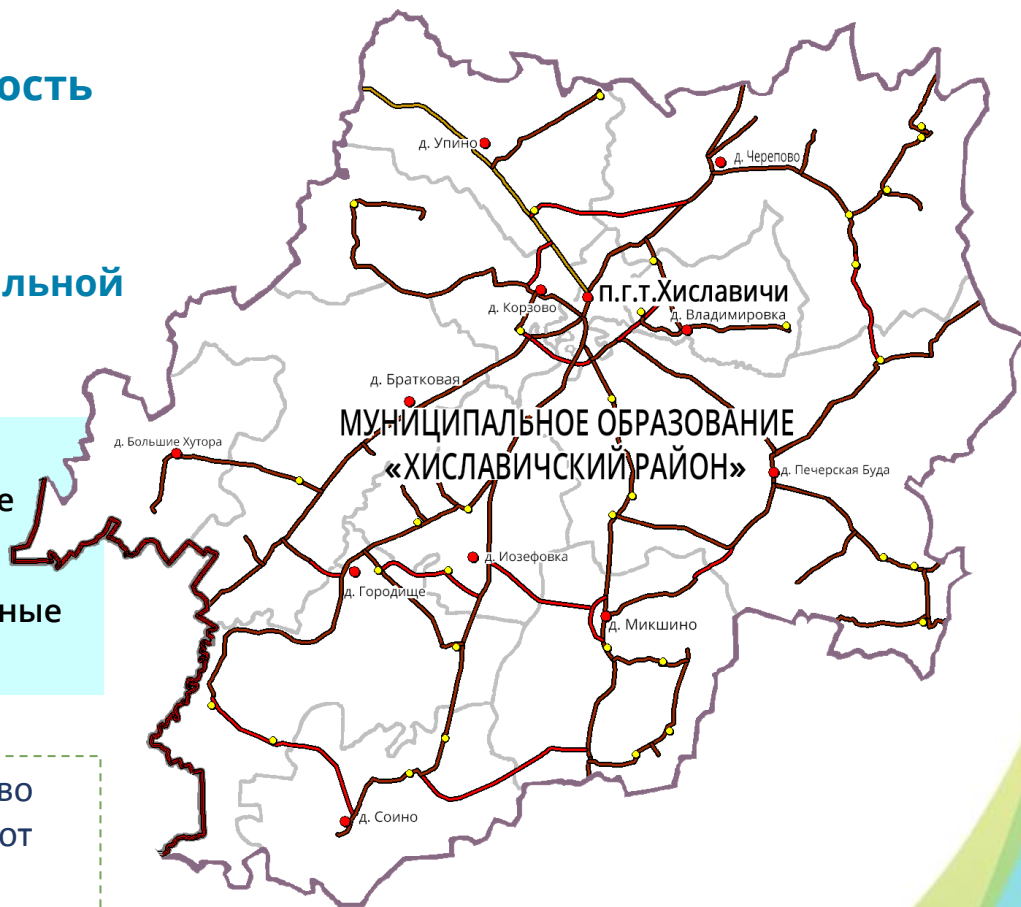 ость
льной
е
ные
во
от
д. Упино
д. Черепово
п.г.т.Хиславичи
д. Корзово
д. Владимировка
д. Братковая
МУНИЦИПАЛЬНОЕ ОБРАЗОВАНИЕ
«ХИСЛАВИЧСКИЙ РАЙОН»
д. Большие Хутора
д. Печерская Буда
д. Иозефовка
д. Городище
д. Микшино
д. Соино